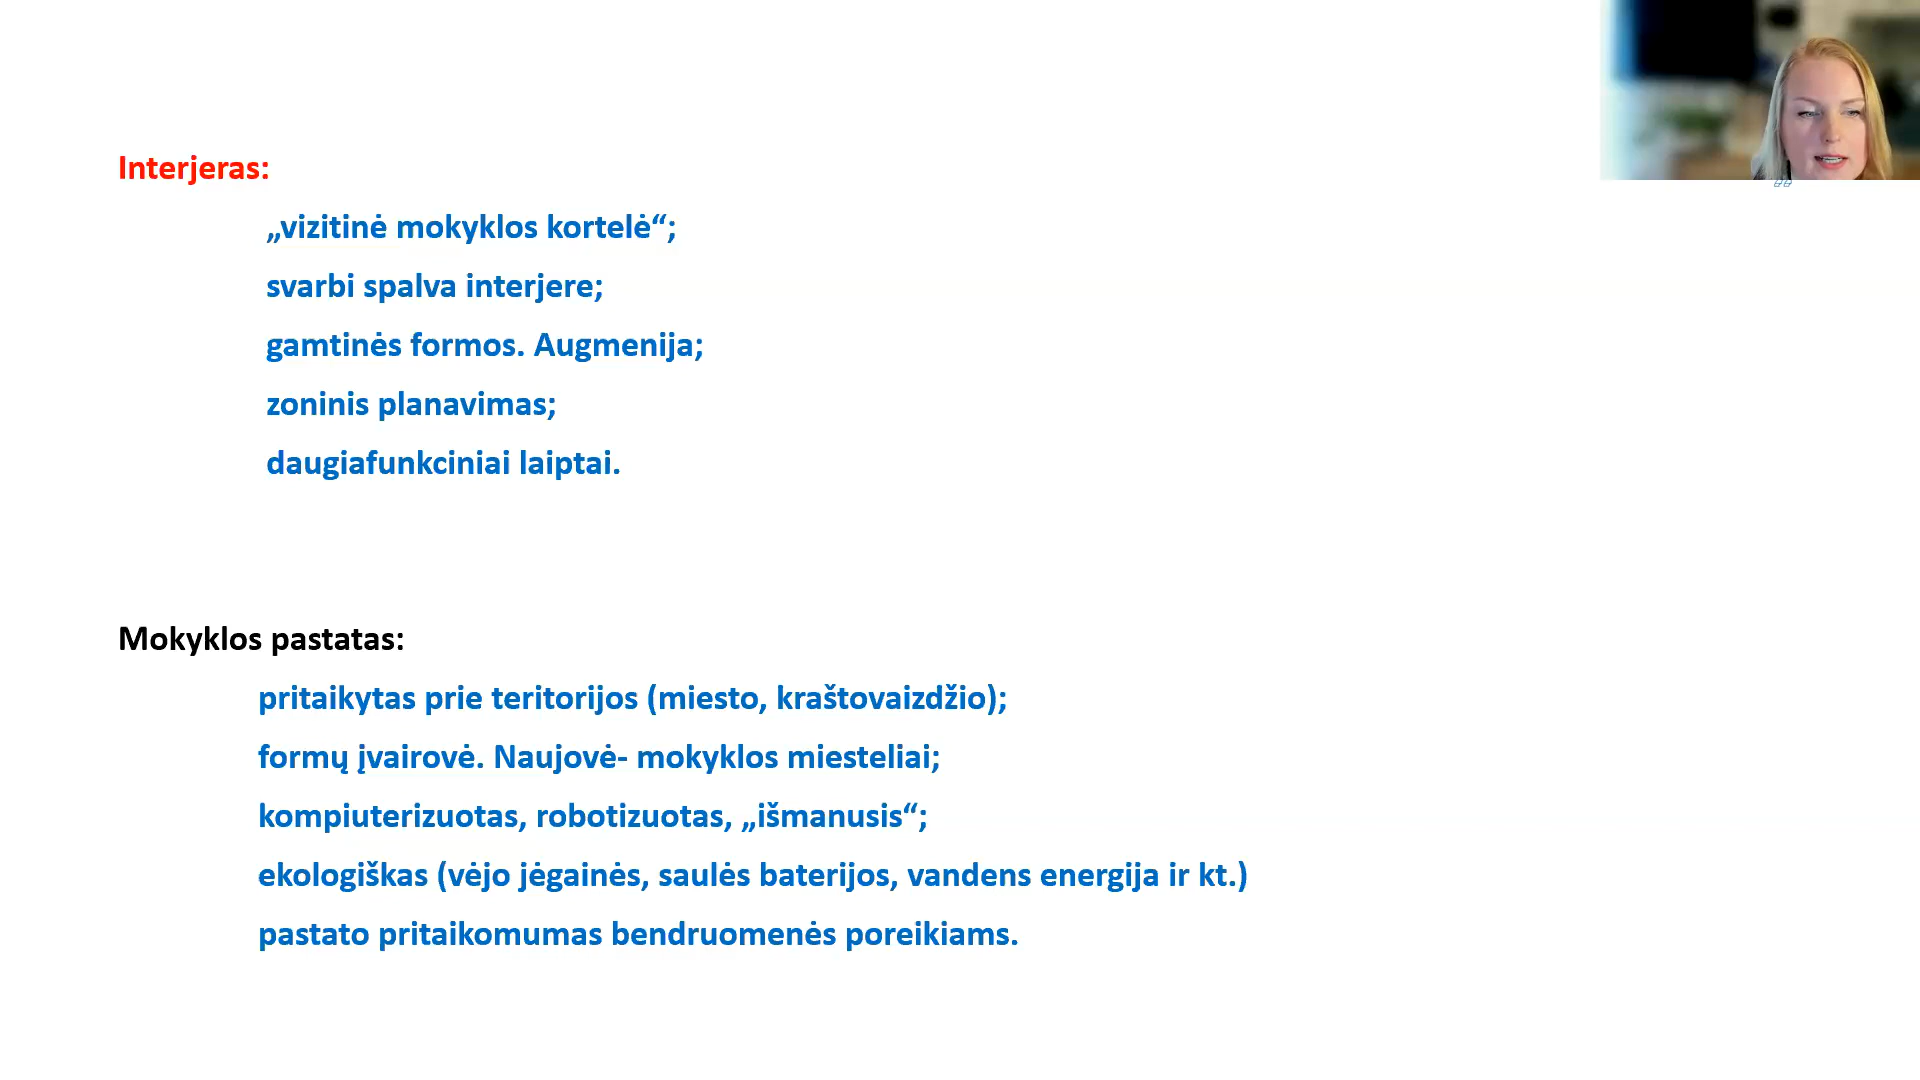 Interjeras:
„vizitinė mokyklos kortelė“;
svarbi spalva interjere;
gamtinės formos. Augmenija;
zoninis planavimas;
daugiafunkciniai laiptai.
Mokyklos pastatas:
pritaikytas prie teritorijos (miesto, kraštovaizdžio);
formų įvairovė. Naujovė- mokyklos miesteliai;
kompiuterizuotas, robotizuotas, „išmanusis“;
ekologiškas (vėjo jėgainės, saulės baterijos, vandens energija ir kt.)
pastato pritaikomumas bendruomenės poreikiams.